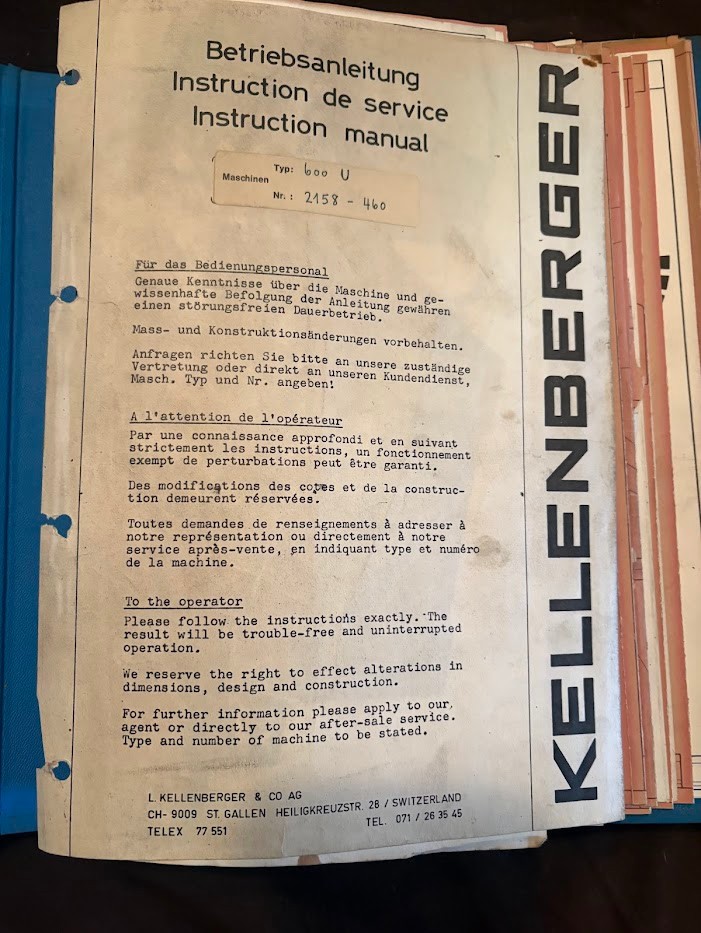 Betriebsanleitung
Instruction de service
Instruction manual
Maschinen
Typ: 600 U
Nr. : 2158 - 460
Für das Bedienungspersonal
Genaue Kenntnisse über die Maschine und ge-
wissenhafte Befolgung der Anleitung gewähren
einen störungsfreien Dauerbetrieb.
Mass- und Konstruktionsänderungen vorbehalten.
Anfragen richten Sie bitte an unsere zuständige
Vertretung oder direkt an unseren Kundendienst,
Masch. Typ und Nr. angeben!
A l'attention de l'opérateur
Par une connaissance approfondi et en suivant
strictement les instructions, un fonctionnement
exempt de perturbations peut être garanti.
Des modifications des cotes et de la construc-
tion demeurent réservées.
Toutes demandes de renseignements à adresser à
notre représentation ou directement à notre
service après-vente, en indiquant type et numéro
de la machine.
To the operator
Please follow the instructions exactly. The
result will be trouble-free and uninterrupted
operation.
We reserve the right to effect alterations in
dimensions, design and construction.
For further information please apply to our
agent or directly to our after-sale service.
Type and number of machine to be stated.
L. KELLENBERGER & CO AG
CH- 9009 ST. GALLEN HEILIGKREUZSTR. 28 / SWITZERLAND
TELEX 77 551 TEL. 071 / 26 35 45
KELLENBERGER